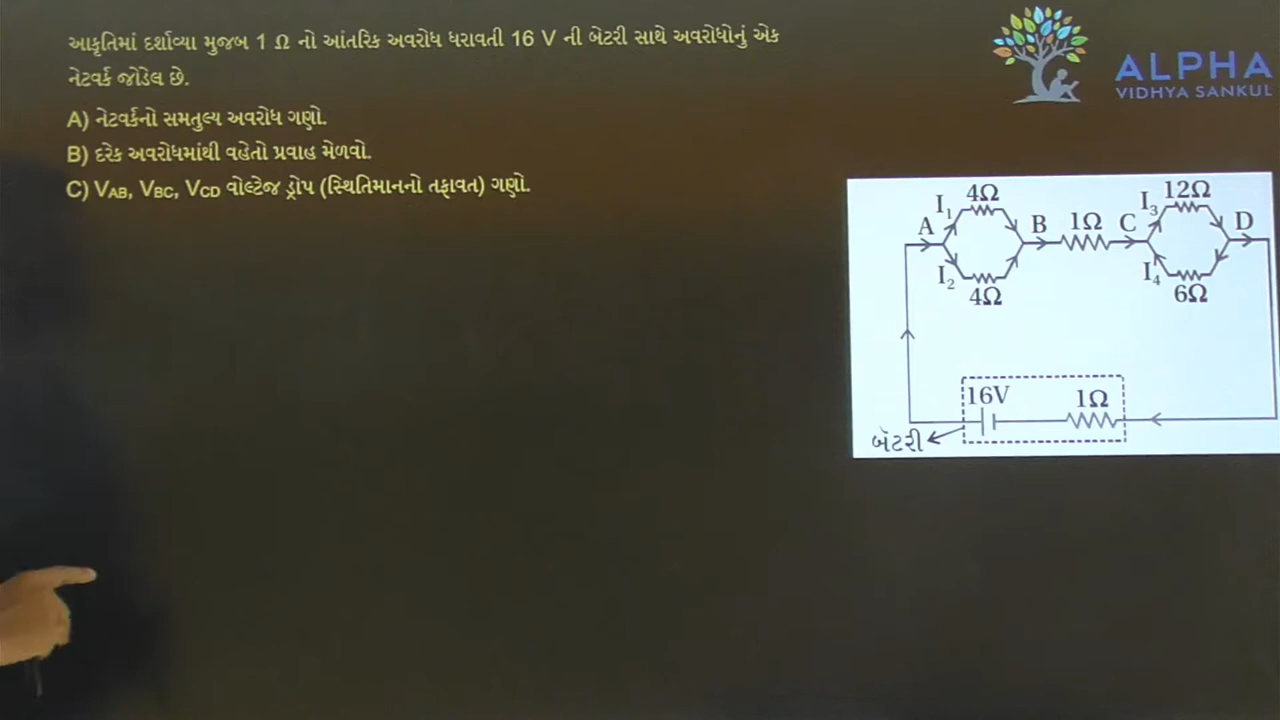 આકૃતિમાં દર્શાવ્યા મુજબ 1 Ω નો આંતરિક અવરોધ ધરાવતી 16 V ની બેટરી સાથે અવરોધોનું એક
નેટવર્ક જોડેલ છે.
A) નેટવર્કનો સમતુલ્ય અવરોધ ગણો.
B) દરેક અવરોધમાંથી વહેતો પ્રવાહ મેળવો.
C) VAB, VBC, VCD વોલ્ટેજ ડ્રોપ (સ્થિતિમાનનો તફાવત) ગણો.
ALPHA
VIDHYA SANKUL
I₁ 4Ω
A
B 1Ω C
I₃ 12Ω
D
I₂
4Ω
I₄
6Ω
16V 1Ω
બૅટરી